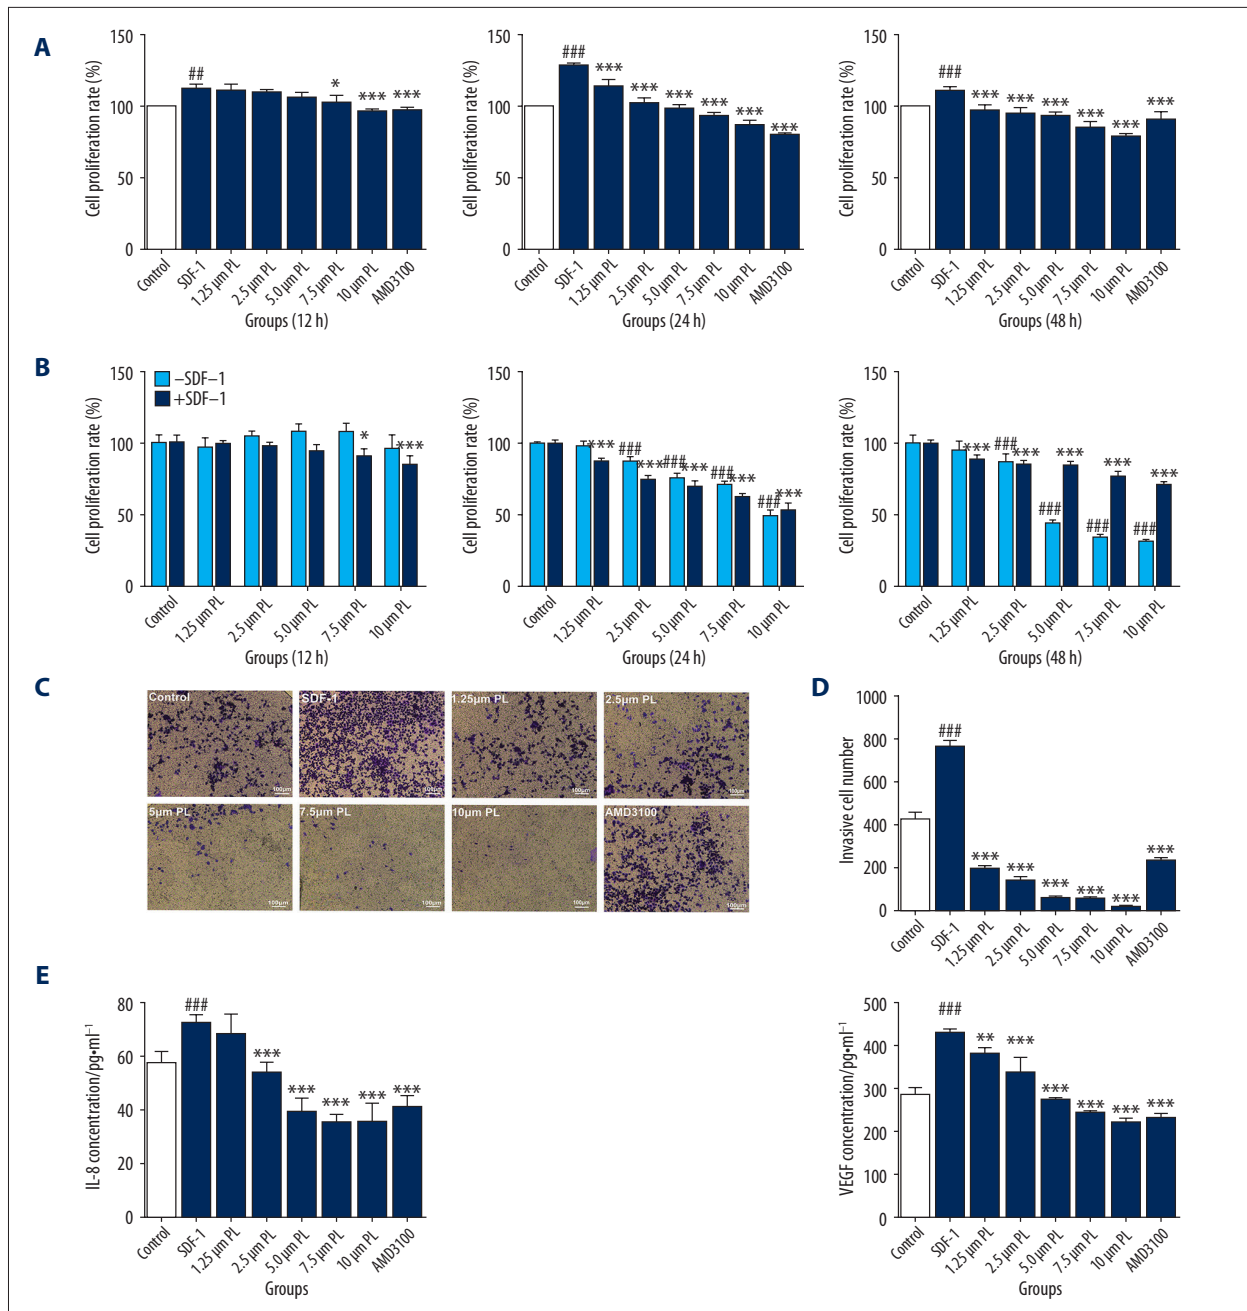 A
Cell proliferation rate (%)
150
100
50
0
##
*
***
***
Control
SDF-1
1.25 µm PL
2.5 µm PL
5.0 µm PL
7.5 µm PL
10 µm PL
AMD3100
Groups (12 h)
Cell proliferation rate (%)
150
100
50
0
###
***
***
***
***
***
***
Control
SDF-1
1.25 µm PL
2.5 µm PL
5.0 µm PL
7.5 µm PL
10 µm PL
AMD3100
Groups (24 h)
Cell proliferation rate (%)
150
100
50
0
###
***
***
***
***
***
***
Control
SDF-1
1.25 µm PL
2.5 µm PL
5.0 µm PL
7.5 µm PL
10 µm PL
AMD3100
Groups (48 h)
B
Cell proliferation rate (%)
150
100
50
0
–SDF–1
+SDF–1
*
***
Control
1.25 µm PL
2.5 µm PL
5.0 µm PL
7.5 µm PL
10 µm PL
Groups (12 h)
Cell proliferation rate (%)
150
100
50
0
***
###
***
###
***
###
***
###
***
Control
1.25 µm PL
2.5 µm PL
5.0 µm PL
7.5 µm PL
10 µm PL
Groups (24 h)
Cell proliferation rate (%)
150
100
50
0
***
###
***
###
***
###
***
###
***
Control
1.25 µm PL
2.5 µm PL
5.0 µm PL
7.5 µm PL
10 µm PL
Groups (48 h)
C
Control
100µm
SDF-1
100µm
1.25µm PL
100µm
2.5µm PL
100µm
5µm PL
100µm
7.5µm PL
100µm
10µm PL
100µm
AMD3100
100µm
D
Invasive cell number
1000
800
600
400
200
0
###
***
***
***
***
***
***
Control
SDF-1
1.25 µm PL
2.5 µm PL
5.0 µm PL
7.5 µm PL
10 µm PL
AMD3100
E
IL-8 concentration/pg•ml⁻¹
80
60
40
20
0
###
***
***
***
***
***
Control
SDF-1
1.25 µm PL
2.5 µm PL
5.0 µm PL
7.5 µm PL
10 µm PL
AMD3100
Groups
VEGF concentration/pg•ml⁻¹
500
400
300
200
100
0
###
**
***
***
***
***
***
Control
SDF-1
1.25 µm PL
2.5 µm PL
5.0 µm PL
7.5 µm PL
10 µm PL
AMD3100
Groups